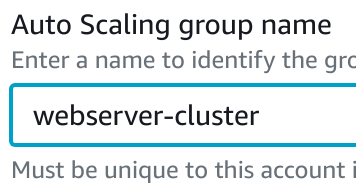 Auto Scaling group name
Enter a name to identify the
webserver-cluster
Must be unique to this account